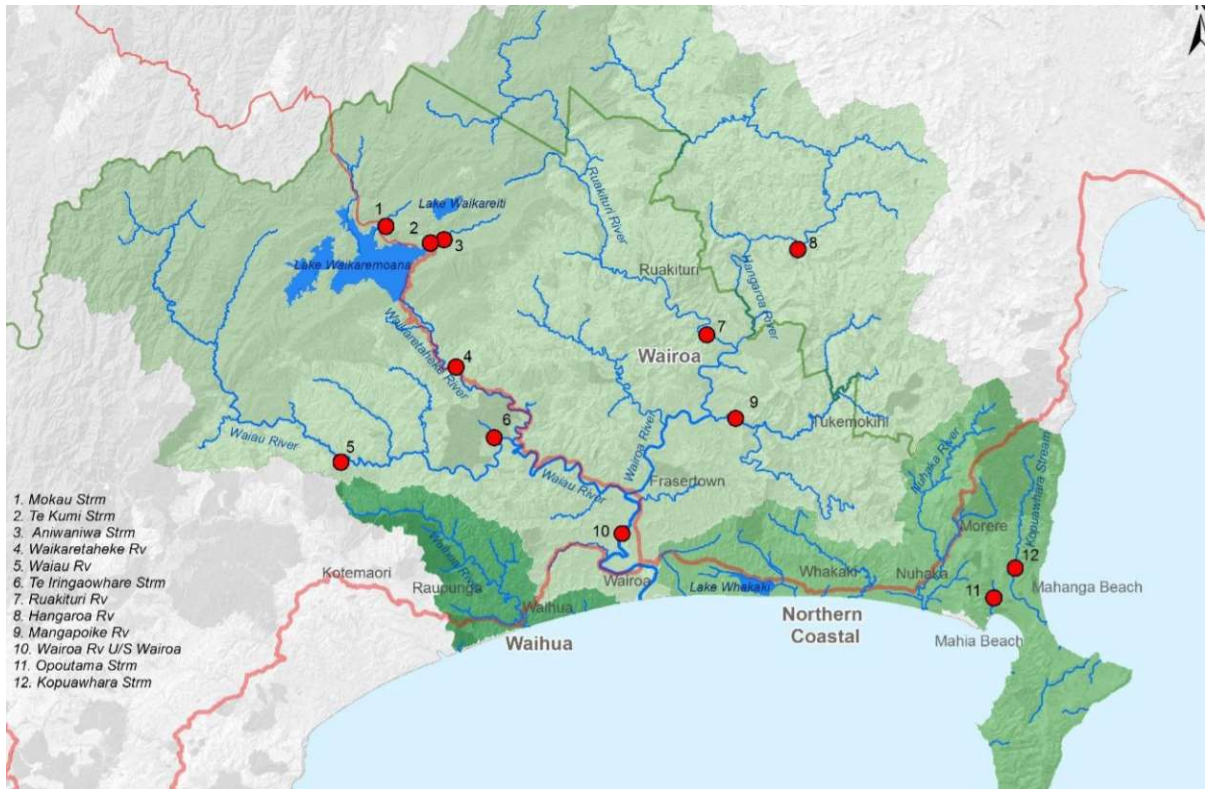 N
Lake Waikareiti
1
2
3
Lake Waikaremoana
Ruakituri River
Ruakituri
Hangaroa River
8
7
Wairoa
Waikaretaheke River
4
6
9
Tukemokihi
Waiau River
5
Wairoa River
Waiau River
Frasertown
Nuhaka River
Kopuawhara Stream
Morere
10
1. Mokau Strm
2. Te Kumi Strm
3. Aniwaniwa Strm
4. Waikaretaheke Rv
5. Waiau Rv
6. Te Iringaowhare Strm
7. Ruakituri Rv
8. Hangaroa Rv
9. Mangapoike Rv
10. Wairoa Rv U/S Wairoa
11. Opoutama Strm
12. Kopuawhara Strm
Kotemaori
Raupunga
Waihua River
Waihua
Waihua
Wairoa
Lake Whakaki
Whakaki
Nuhaka
12
11
Mahanga Beach
Northern
Coastal
Mahia Beach